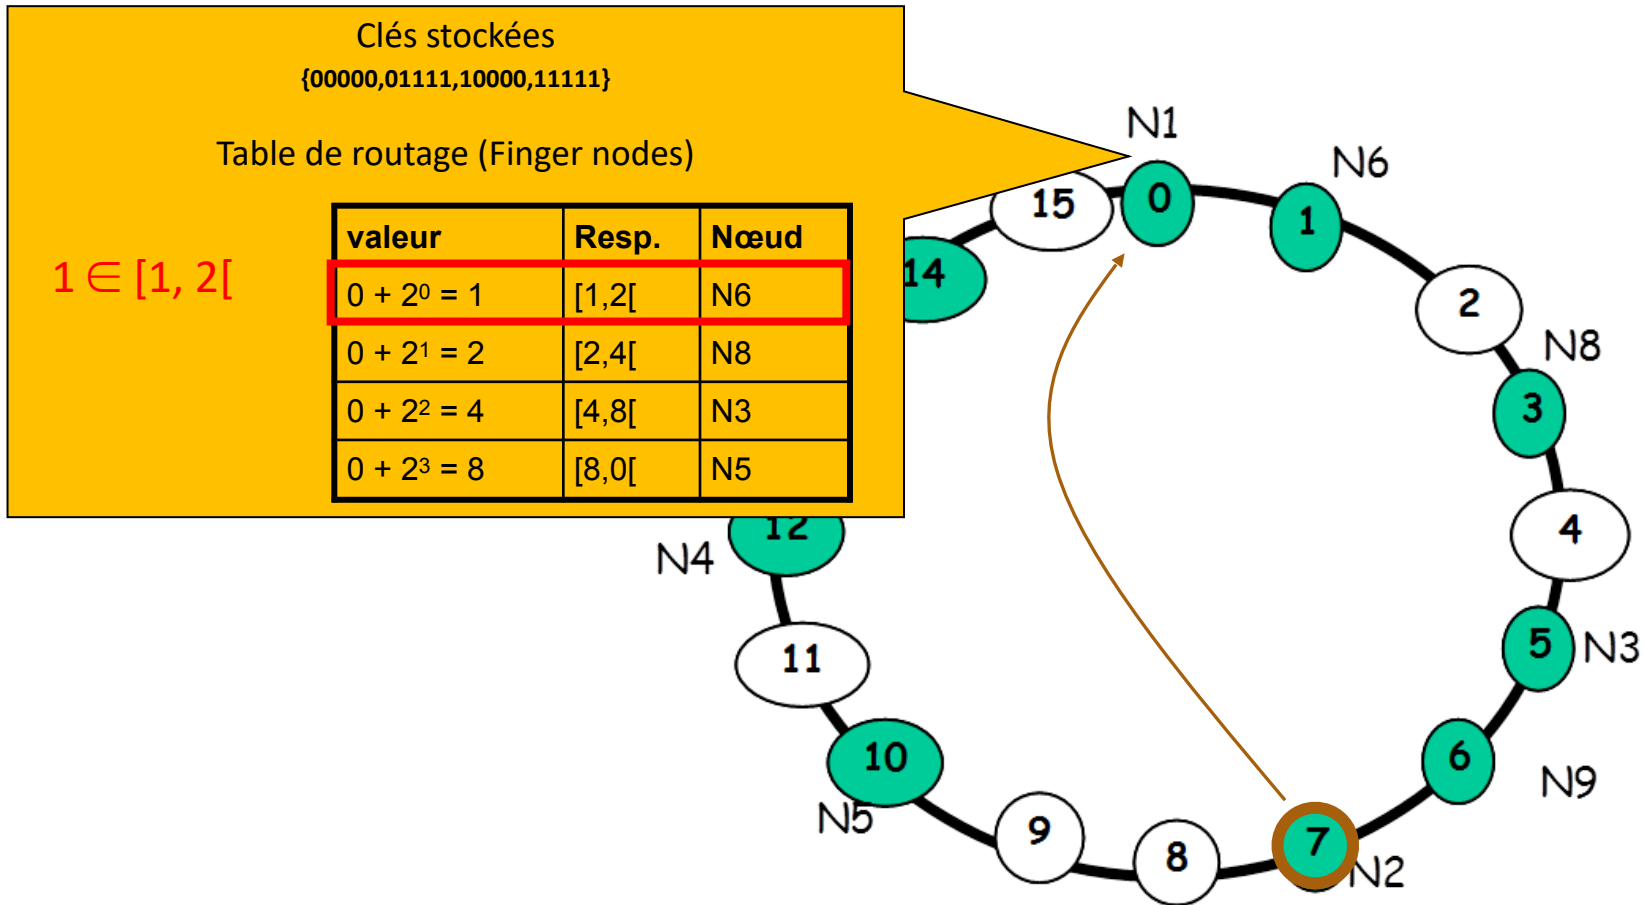 Clés stockées
{00000,01111,10000,11111}
Table de routage (Finger nodes)
valeur Resp. Nœud
0 + 2⁰ = 1 [1,2[ N6
0 + 2¹ = 2 [2,4[ N8
0 + 2² = 4 [4,8[ N3
0 + 2³ = 8 [8,0[ N5
1 ∈ [1, 2[
N1
0
N6
1
2
N8
3
4
5
N3
6
N9
7
N2
8
9
10
N5
11
12
N4
14
15